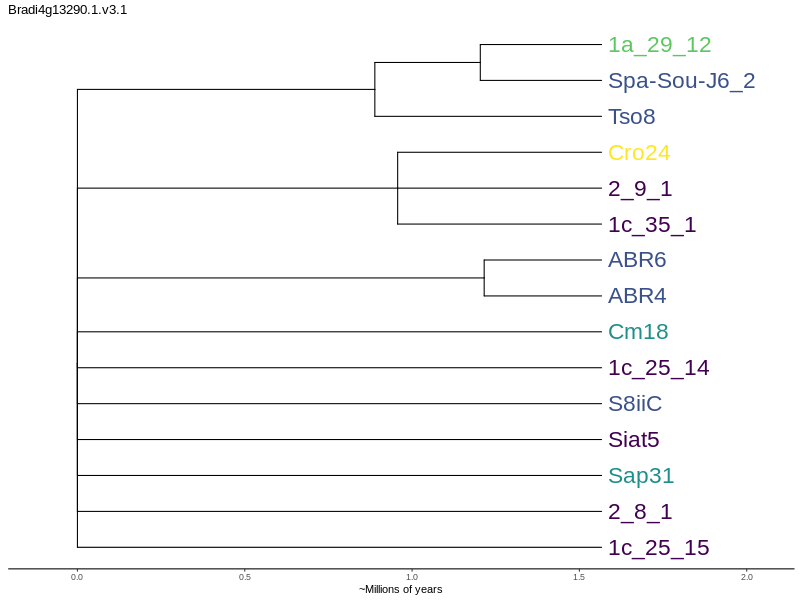 Bradi4g13290.1.v3.1
1a_29_12
Spa-Sou-J6_2
Tso8
Cro24
2_9_1
1c_35_1
ABR6
ABR4
Cm18
1c_25_14
S8iiC
Siat5
Sap31
2_8_1
1c_25_15
0.0 0.5 1.0 1.5 2.0
~Millions of years